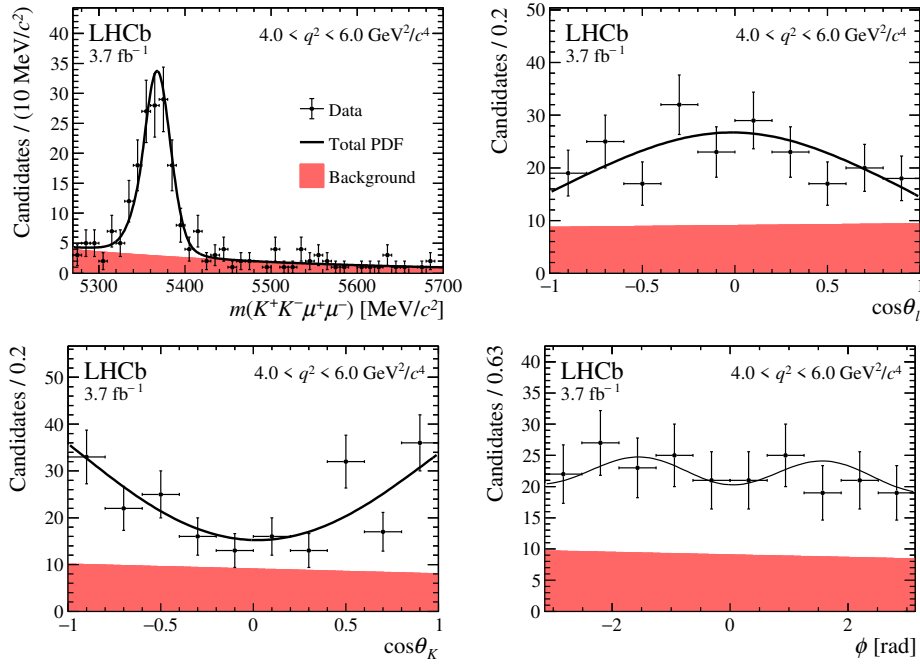 LHCb
3.7 fb⁻¹
4.0 < q² < 6.0 GeV²/c⁴
Data
Total PDF
Background
Candidates / (10 MeV/c²)
0 5 10 15 20 25 30 35 40
5300 5400 5500 5600 5700
m(K⁺K⁻μ⁺μ⁻) [MeV/c²]
LHCb
3.7 fb⁻¹
4.0 < q² < 6.0 GeV²/c⁴
Candidates / 0.2
0 10 20 30 40 50
−1 −0.5 0 0.5 1
cosθ_l
LHCb
3.7 fb⁻¹
4.0 < q² < 6.0 GeV²/c⁴
Candidates / 0.2
0 10 20 30 40 50
−1 −0.5 0 0.5 1
cosθ_K
LHCb
3.7 fb⁻¹
4.0 < q² < 6.0 GeV²/c⁴
Candidates / 0.63
0 5 10 15 20 25 30 35 40
−2 0 2
ϕ [rad]